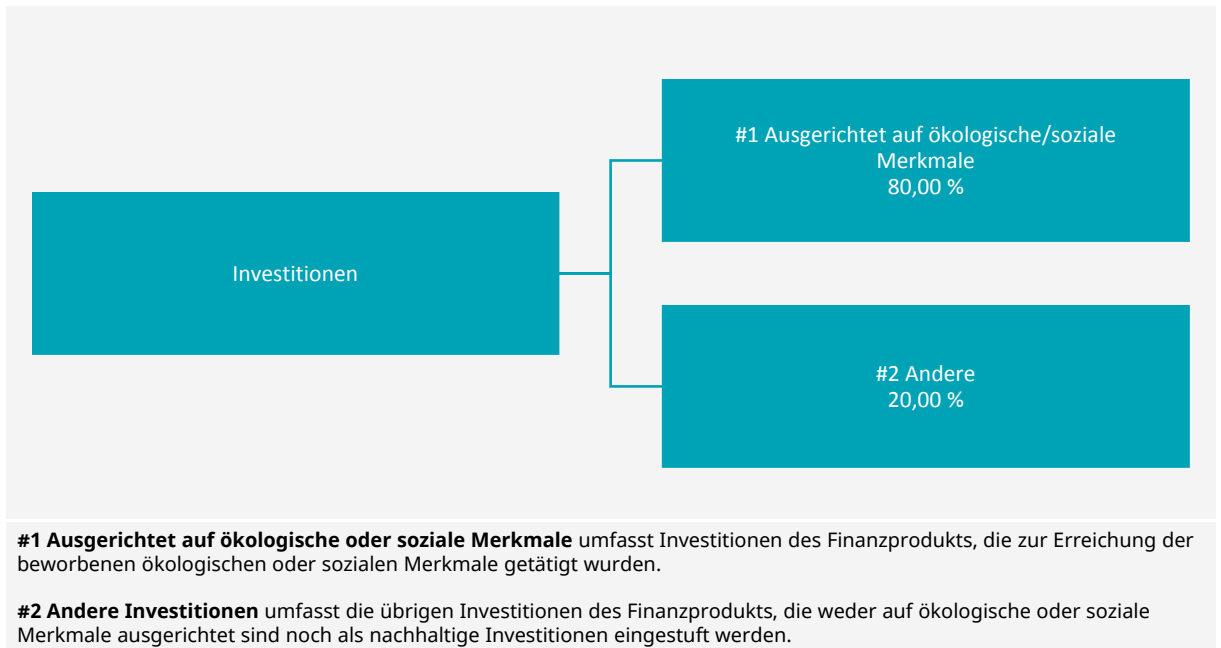 #1 Ausgerichtet auf ökologische/soziale
Merkmale
80,00 %
Investitionen
#2 Andere
20,00 %
#1 Ausgerichtet auf ökologische oder soziale Merkmale umfasst Investitionen des Finanzprodukts, die zur Erreichung der
beworbenen ökologischen oder sozialen Merkmale getätigt wurden.
#2 Andere Investitionen umfasst die übrigen Investitionen des Finanzprodukts, die weder auf ökologische oder soziale
Merkmale ausgerichtet sind noch als nachhaltige Investitionen eingestuft werden.